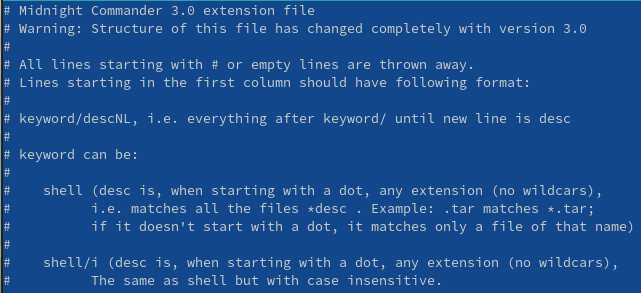 # Midnight Commander 3.0 extension file
# Warning: Structure of this file has changed completely with version 3.0
#
# All lines starting with # or empty lines are thrown away.
# Lines starting in the first column should have following format:
#
# keyword/descNL, i.e. everything after keyword/ until new line is desc
#
# keyword can be:
#
#    shell (desc is, when starting with a dot, any extension (no wildcars),
#          i.e. matches all the files *desc . Example: .tar matches *.tar;
#          if it doesn't start with a dot, it matches only a file of that name)
#
#    shell/i (desc is, when starting with a dot, any extension (no wildcars),
#          The same as shell but with case insensitive.